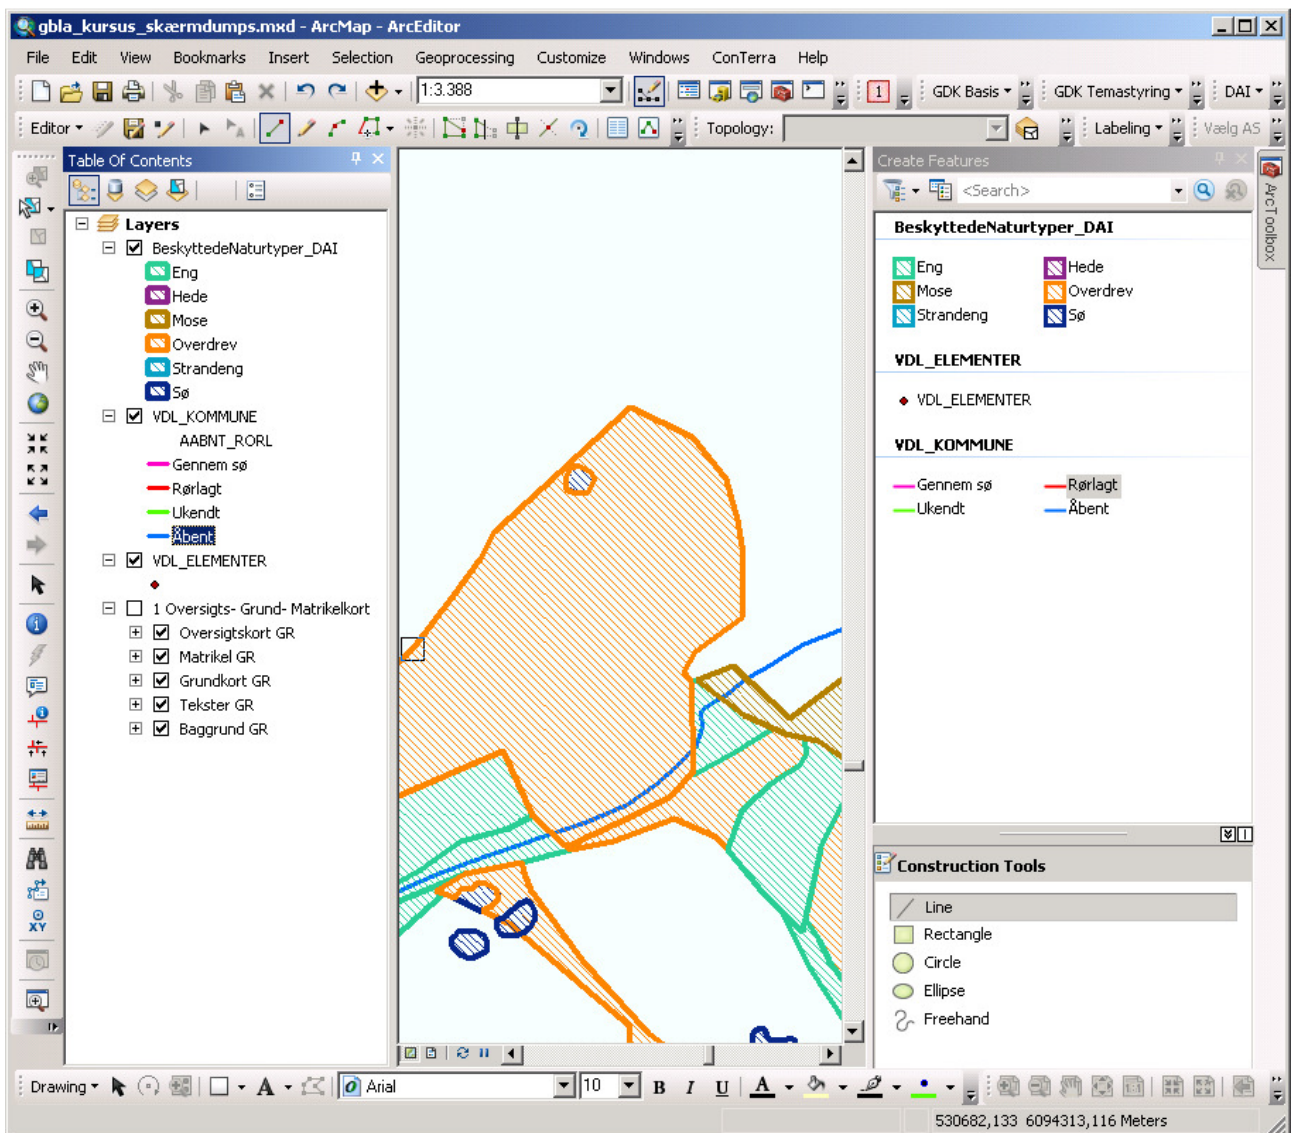 gbla_kursus_skærmdumps.mxd - ArcMap - ArcEditor
File Edit View Bookmarks Insert Selection Geoprocessing Customize Windows ConTerra Help
1:3.388 1 GDK Basis GDK Temastyring DAI
Editor Topology: Labeling Vælg AS
Table Of Contents
Layers
BeskyttedeNaturtyper_DAI
Eng
Hede
Mose
Overdrev
Strandeng
Sø
VDL_KOMMUNE
AABNT_RORL
Gennem sø
Rørlagt
Ukendt
Åbent
VDL_ELEMENTER
1 Oversigts- Grund- Matrikelkort
Oversigtskort GR
Matrikel GR
Grundkort GR
Tekster GR
Baggrund GR
XY
Create Features
<Search>
BeskyttedeNaturtyper_DAI
Eng Hede
Mose Overdrev
Strandeng Sø
VDL_ELEMENTER
VDL_ELEMENTER
VDL_KOMMUNE
Gennem sø Rørlagt
Ukendt Åbent
ArcToolbox
Construction Tools
Line
Rectangle
Circle
Ellipse
Freehand
Drawing A Arial 10 B I U A
530682,133 6094313,116 Meters